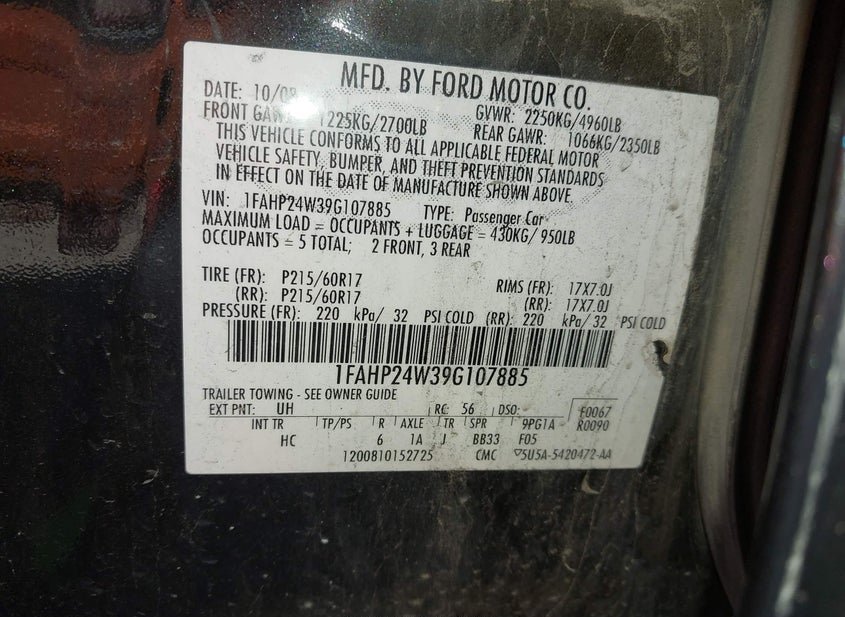 MFD. BY FORD MOTOR CO.
DATE: 10/08 GVWR: 2250KG/4960LB
FRONT GAWR: 1225KG/2700LB REAR GAWR: 1066KG/2350LB
THIS VEHICLE CONFORMS TO ALL APPLICABLE FEDERAL MOTOR
VEHICLE SAFETY, BUMPER, AND THEFT PREVENTION STANDARDS
IN EFFECT ON THE DATE OF MANUFACTURE SHOWN ABOVE.
VIN: 1FAHP24W39G107885 TYPE: Passenger Car
MAXIMUM LOAD = OCCUPANTS + LUGGAGE = 430KG/ 950LB
OCCUPANTS = 5 TOTAL; 2 FRONT, 3 REAR
TIRE (FR): P215/60R17 RIMS (FR): 17X7.0J
(RR): P215/60R17 (RR): 17X7.0J
PRESSURE (FR): 220 kPa/ 32 PSI COLD (RR): 220 kPa/ 32 PSI COLD
1FAHP24W39G107885
TRAILER TOWING - SEE OWNER GUIDE
EXT PNT: UH RC: 56 DSO: F0067
INT TR TP/PS R AXLE TR SPR 9PG1A R0090
HC 6 1A J BB33 F05
1200810152725 CMC ▽5U5A-5420472-AA